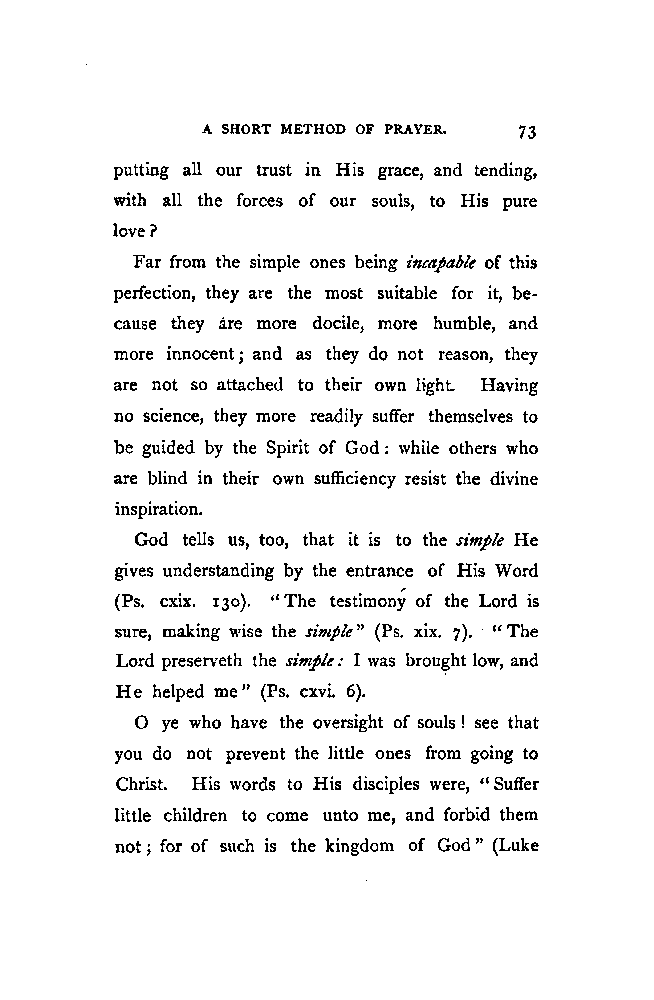 A SHORT METHOD OF PRAYER. 73
putting all our trust in His grace, and tending,
with all the forces of our souls, to His pure
love?
Far from the simple ones being incapable of this
perfection, they are the most suitable for it, be-
cause they are more docile, more humble, and
more innocent; and as they do not reason, they
are not so attached to their own light. Having
no science, they more readily suffer themselves to
be guided by the Spirit of God: while others who
are blind in their own sufficiency resist the divine
inspiration.
God tells us, too, that it is to the simple He
gives understanding by the entrance of His Word
(Ps. cxix. 130). "The testimony of the Lord is
sure, making wise the simple" (Ps. xix. 7). "The
Lord preserveth the simple: I was brought low, and
He helped me" (Ps. cxvi. 6).
O ye who have the oversight of souls! see that
you do not prevent the little ones from going to
Christ. His words to His disciples were, "Suffer
little children to come unto me, and forbid them
not; for of such is the kingdom of God" (Luke